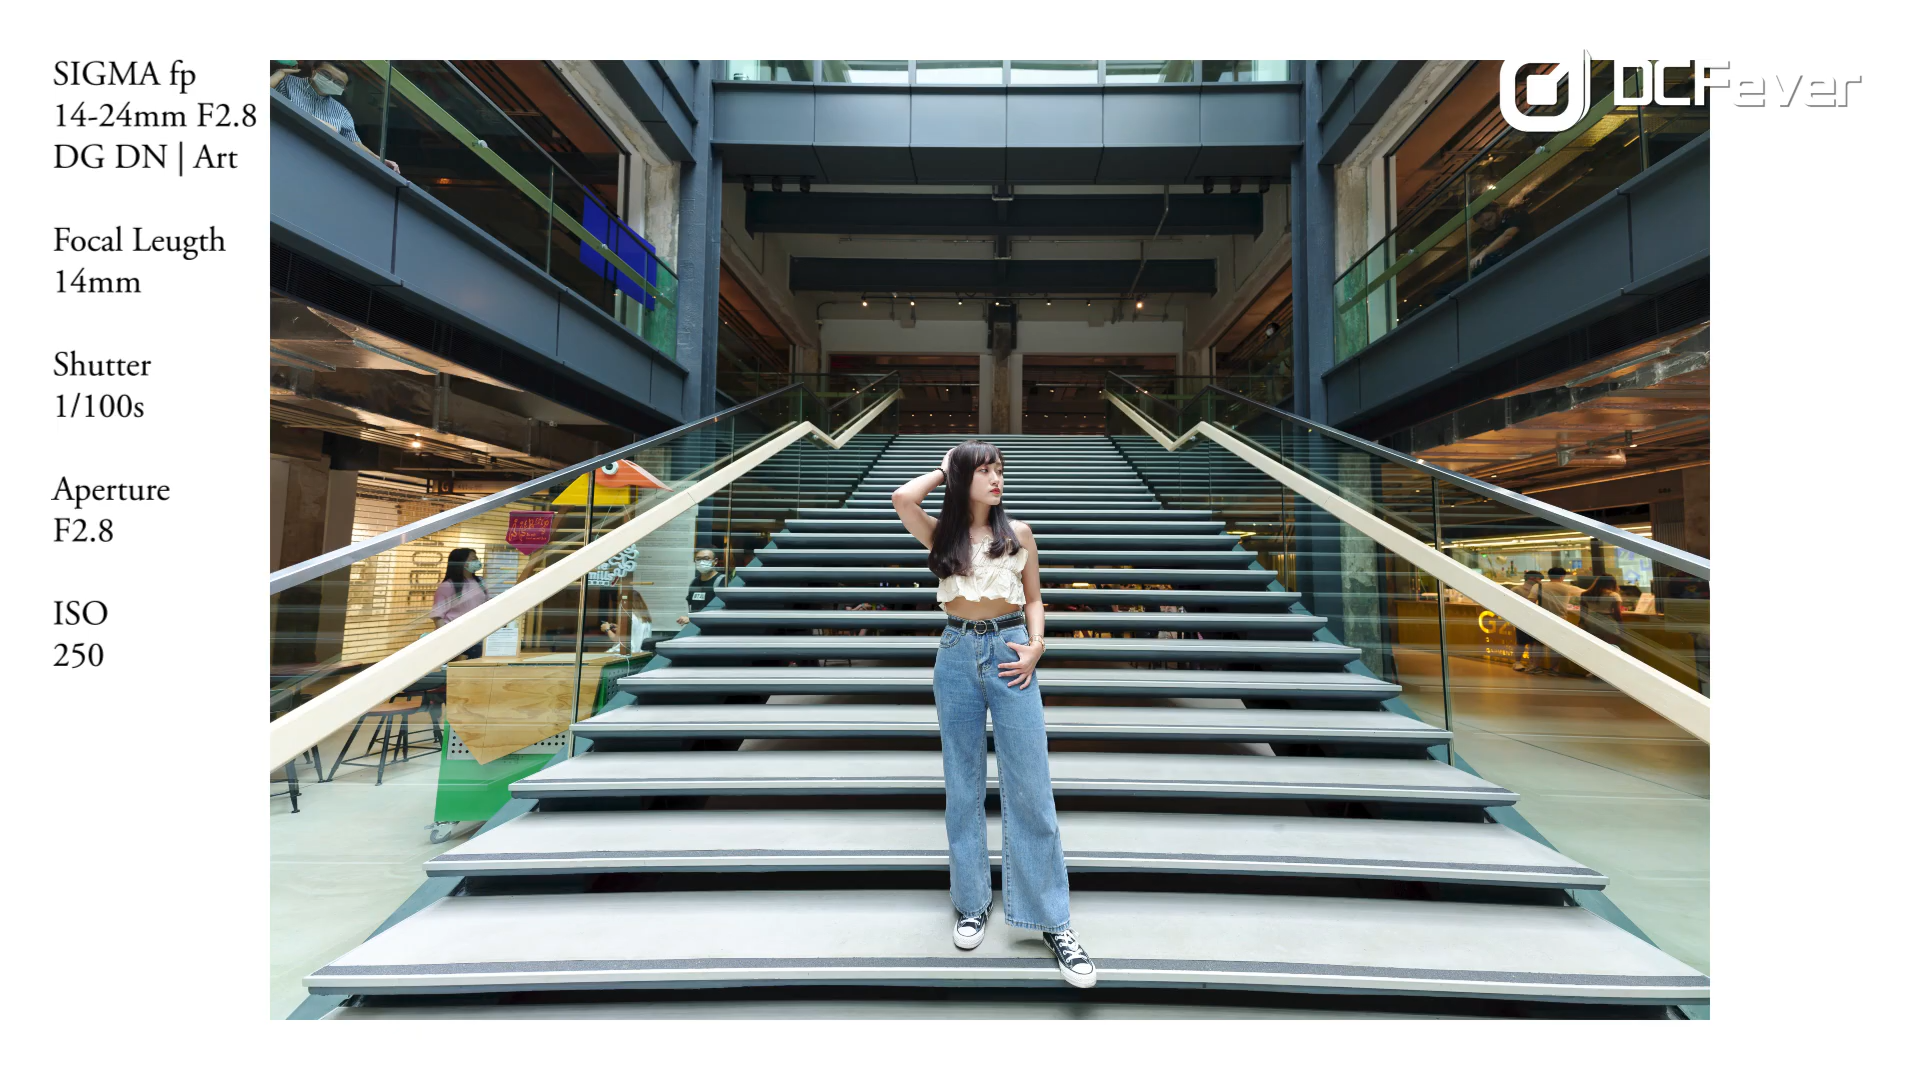 SIGMA fp
14-24mm F2.8
DG DN | Art
Focal Leugth
14mm
Shutter
1/100s
Aperture
F2.8
ISO
250
DCFever